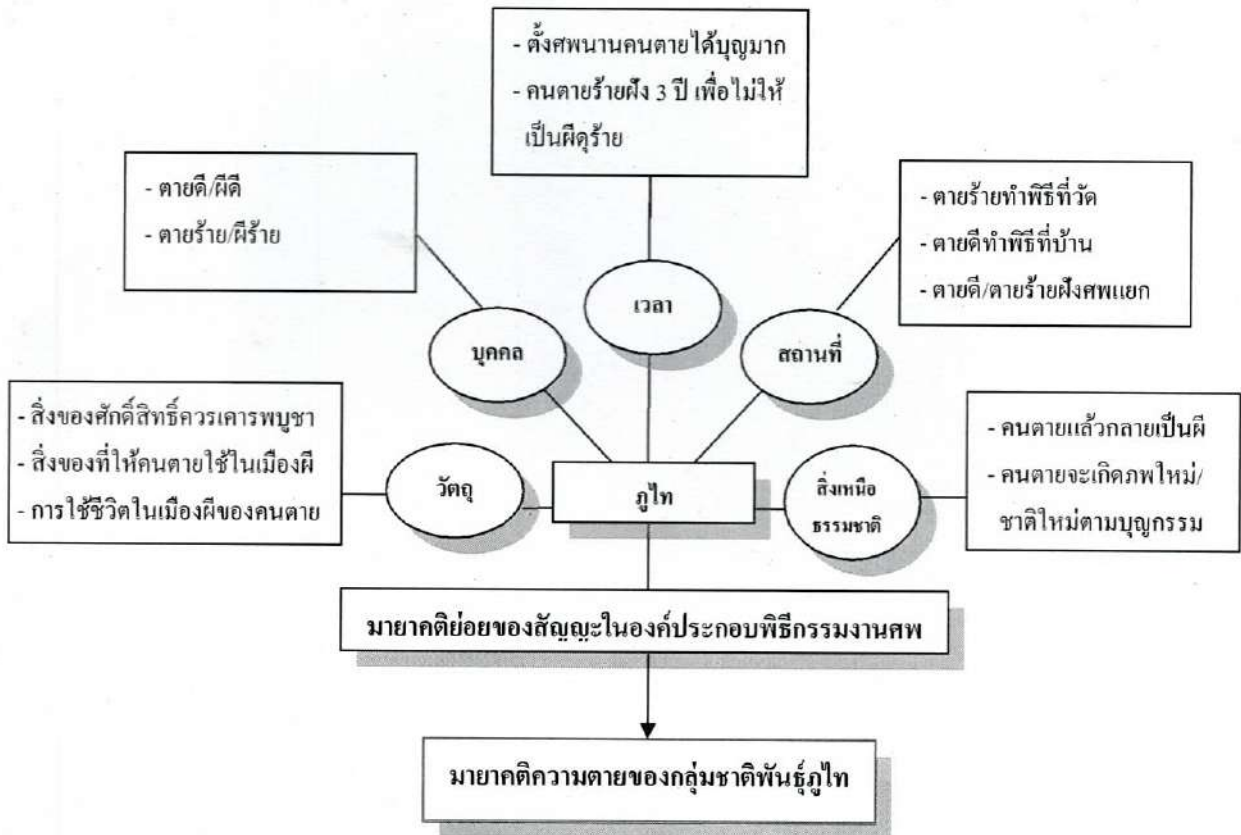 - ตั้งศพนานคนตายได้บุญมาก
- คนตายร้ายฝัง 3 ปี เพื่อไม่ให้
เป็นผีดุร้าย
- ตายดี/ผีดี
- ตายร้าย/ผีร้าย
- ตายร้ายทำพิธีที่วัด
- ตายดีทำพิธีที่บ้าน
- ตายดี/ตายร้ายฝังศพแยก
เวลา
บุคคล
สถานที่
- สิ่งของศักดิ์สิทธิ์ควรเคารพบูชา
- สิ่งของที่ให้คนตายใช้ในเมืองผี
- การใช้ชีวิตในเมืองผีของคนตาย
วัตถุ
ภูไท
สิ่งเหนือ
ธรรมชาติ
- คนตายแล้วกลายเป็นผี
- คนตายจะเกิดภพใหม่/
ชาติใหม่ตามบุญกรรม
มายาคติย่อยของสัญญะในองค์ประกอบพิธีกรรมงานศพ
มายาคติความตายของกลุ่มชาติพันธุ์ภูไท